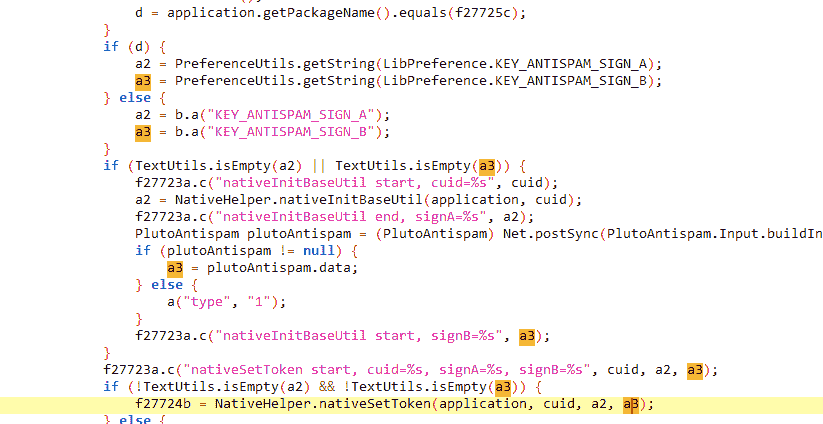 d = application.getPackageName().equals(f27725c);
}
if (d) {
a2 = PreferenceUtils.getString(LibPreference.KEY_ANTISPAM_SIGN_A);
a3 = PreferenceUtils.getString(LibPreference.KEY_ANTISPAM_SIGN_B);
} else {
a2 = b.a("KEY_ANTISPAM_SIGN_A");
a3 = b.a("KEY_ANTISPAM_SIGN_B");
}
if (TextUtils.isEmpty(a2) || TextUtils.isEmpty(a3)) {
f27723a.c("nativeInitBaseUtil start, cuid=%s", cuid);
a2 = NativeHelper.nativeInitBaseUtil(application, cuid);
f27723a.c("nativeInitBaseUtil end, signA=%s", a2);
PlutoAntispam plutoAntispam = (PlutoAntispam) Net.postSync(PlutoAntispam.Input.buildIn
if (plutoAntispam != null) {
a3 = plutoAntispam.data;
} else {
a("type", "1");
}
f27723a.c("nativeInitBaseUtil start, signB=%s", a3);
}
f27723a.c("nativeSetToken start, cuid=%s, signA=%s, signB=%s", cuid, a2, a3);
if (!TextUtils.isEmpty(a2) && !TextUtils.isEmpty(a3)) {
f27724b = NativeHelper.nativeSetToken(application, cuid, a2, a3);
} else {